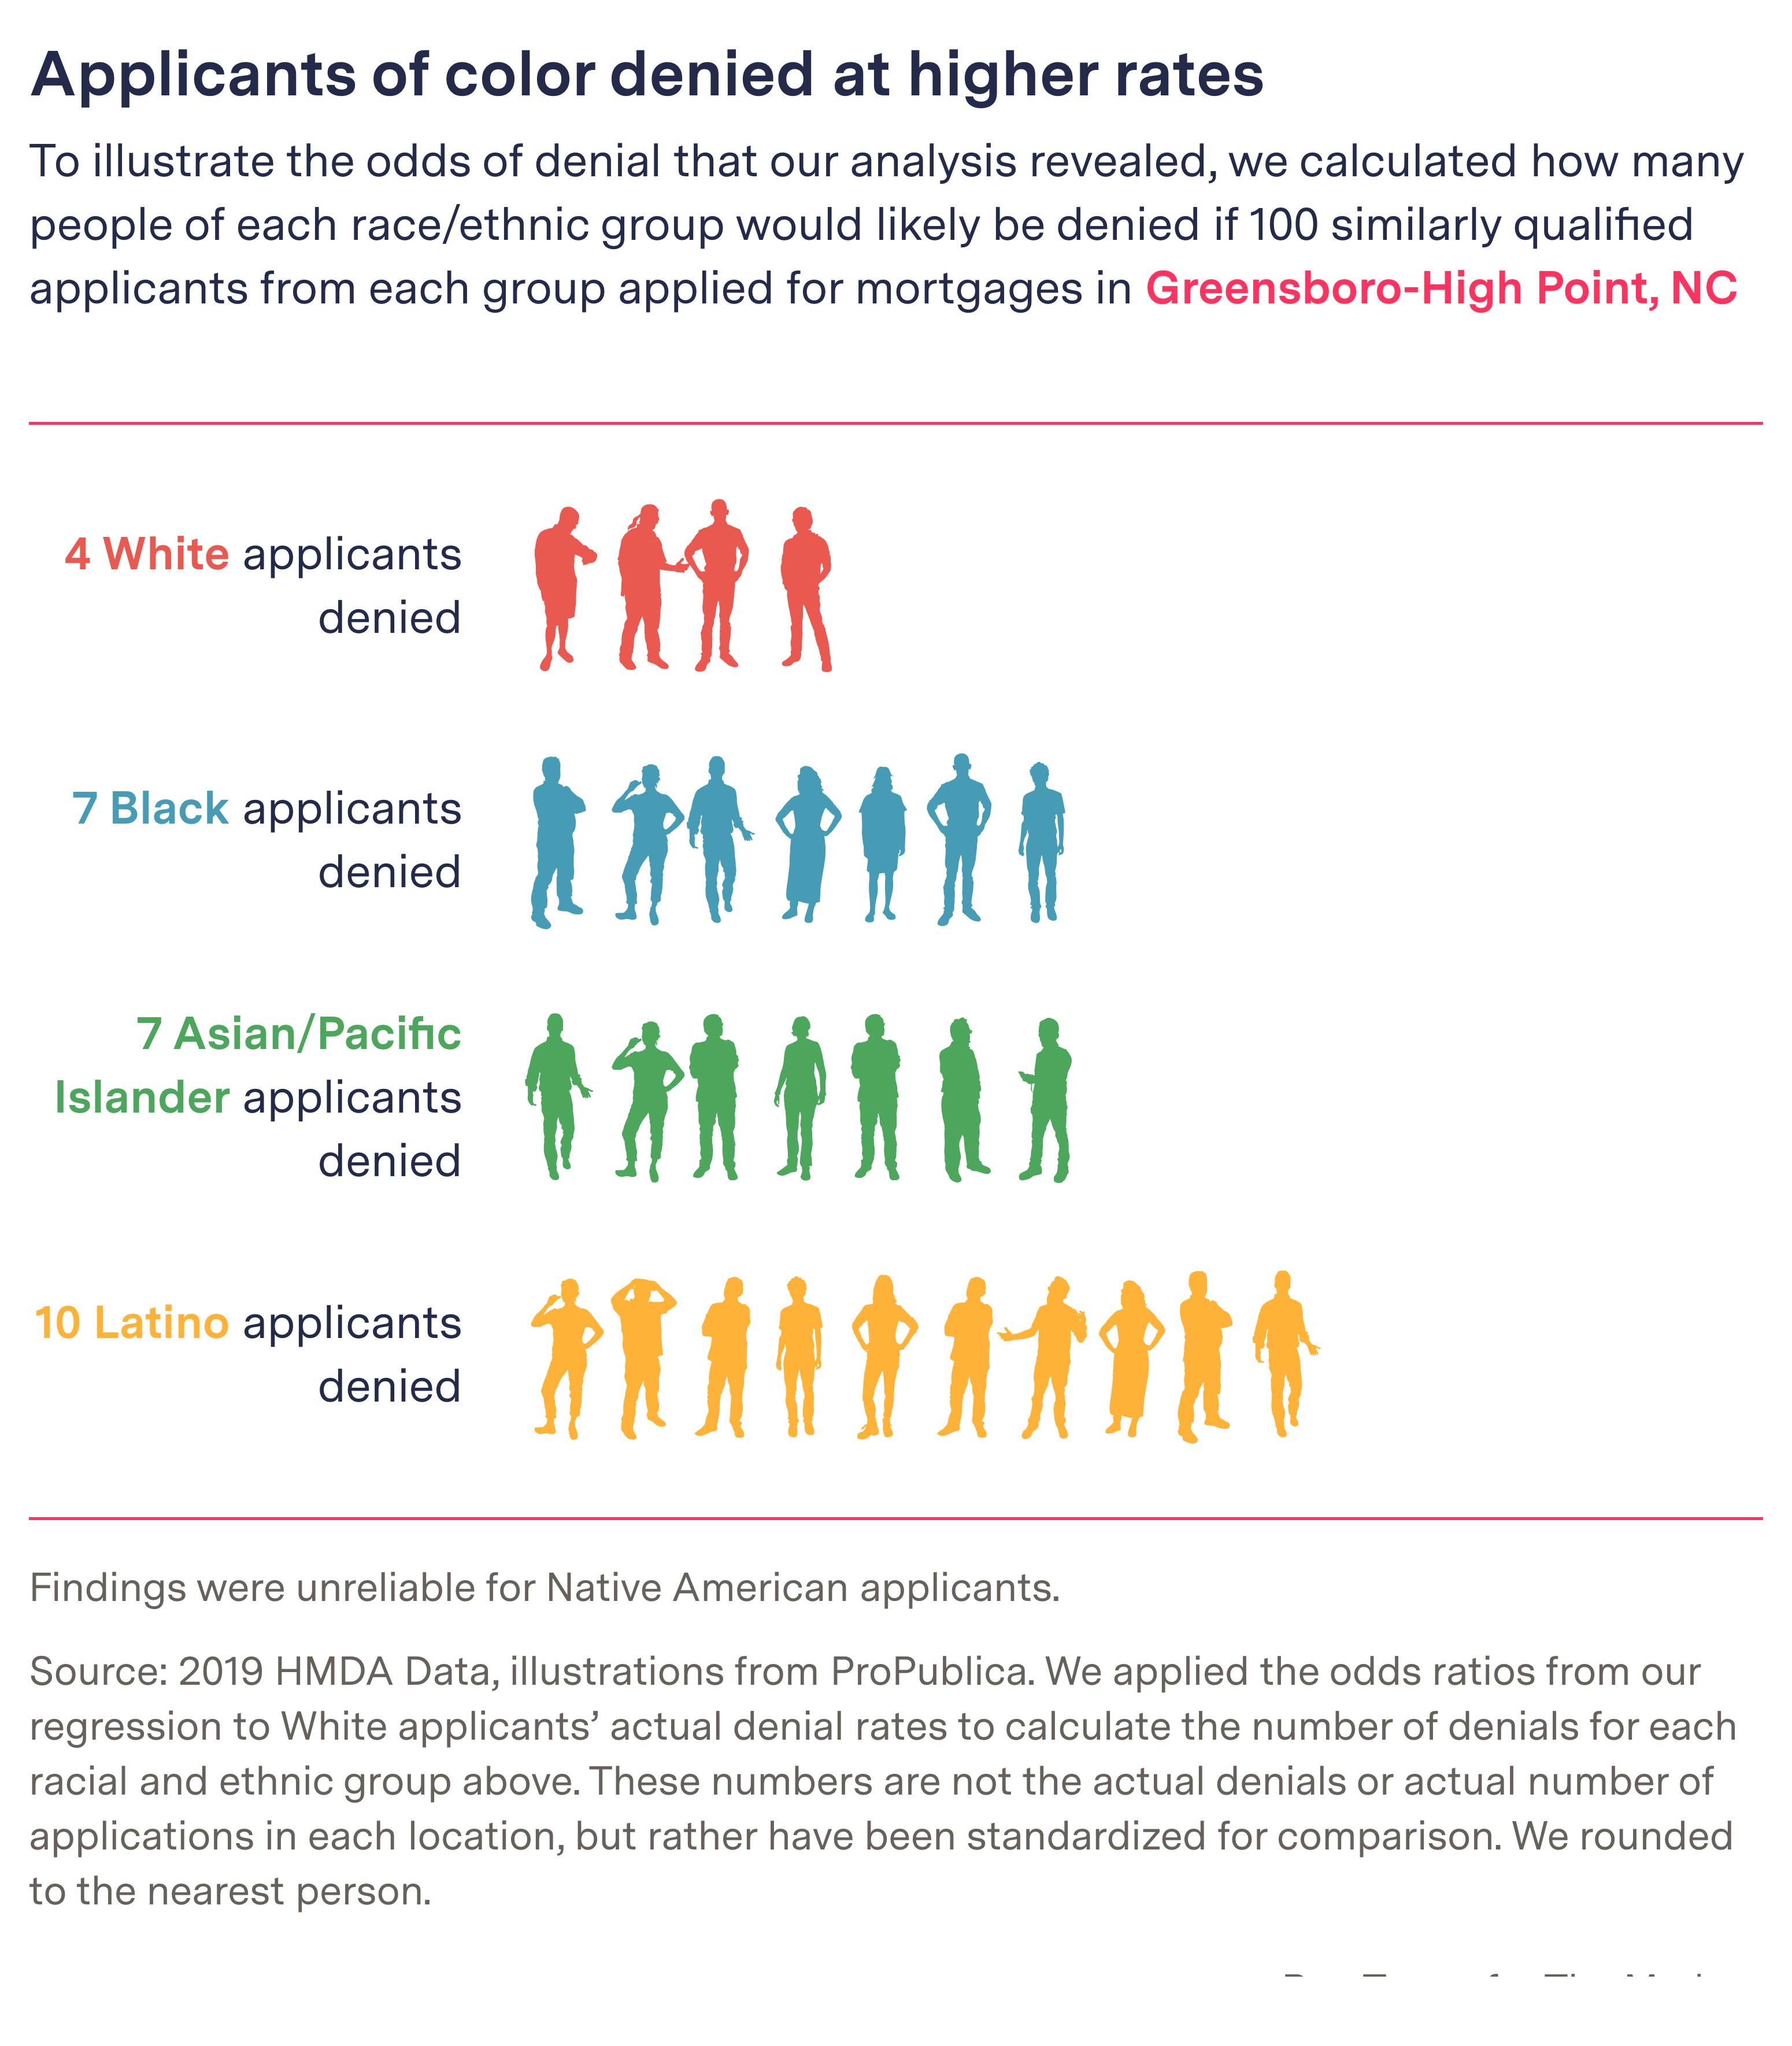 Applicants of color denied at higher rates
To illustrate the odds of denial that our analysis revealed, we calculated how many
people of each race/ethnic group would likely be denied if 100 similarly qualified
applicants from each group applied for mortgages in Greensboro-High Point, NC
4 White applicants
denied
7 Black applicants
denied
7 Asian/Pacific
Islander applicants
denied
10 Latino applicants
denied
Findings were unreliable for Native American applicants.
Source: 2019 HMDA Data, illustrations from ProPublica. We applied the odds ratios from our
regression to White applicants’ actual denial rates to calculate the number of denials for each
racial and ethnic group above. These numbers are not the actual denials or actual number of
applications in each location, but rather have been standardized for comparison. We rounded
to the nearest person.